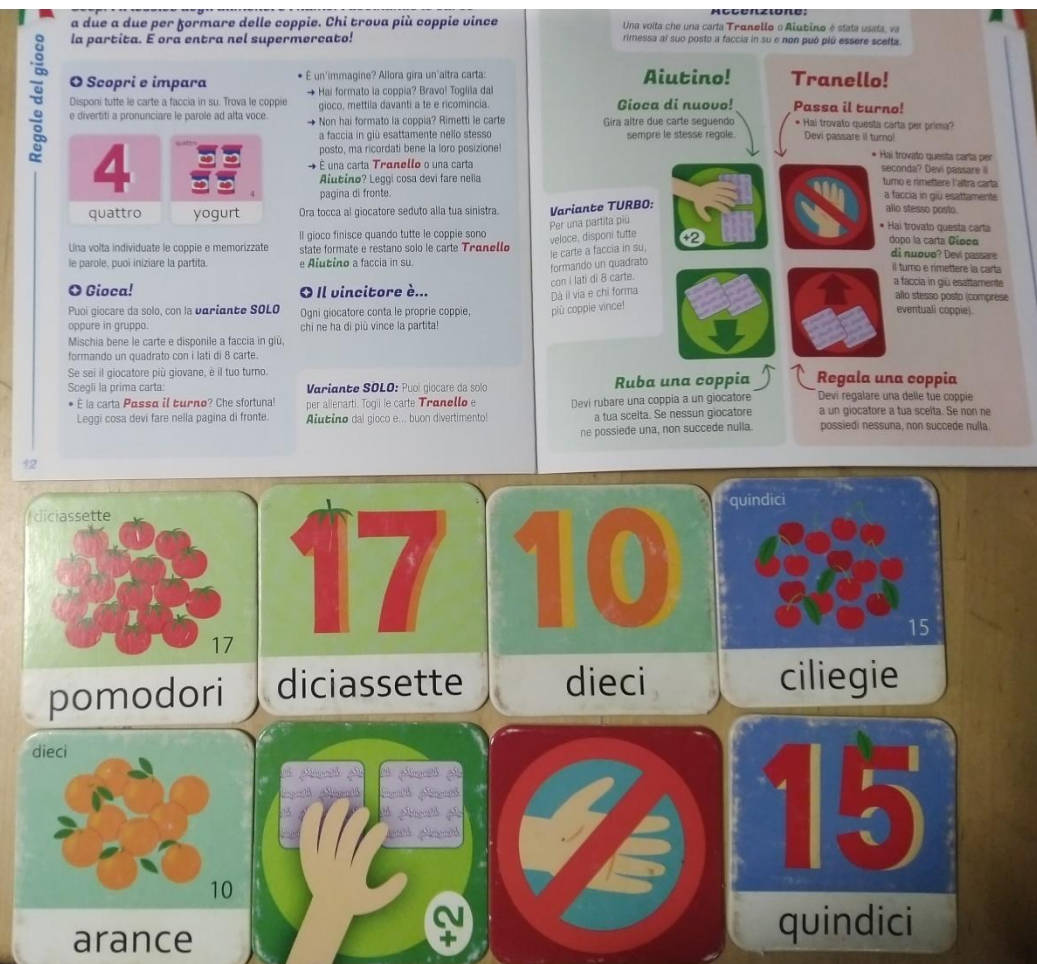 a due a due per formare delle coppie. Chi trova più coppie vince
la partita. E ora entra nel supermercato!
Regole del gioco
Scopri e impara
Disponi tutte le carte a faccia in su. Trova le coppie
e divertiti a pronunciare le parole ad alta voce.
4
quattro
quattro
4
yogurt
Una volta individuate le coppie e memorizzate
le parole, puoi iniziare la partita.
Gioca!
Puoi giocare da solo, con la variante SOLO
oppure in gruppo.
Mischia bene le carte e disponile a faccia in giù,
formando un quadrato con i lati di 8 carte.
Se sei il giocatore più giovane, è il tuo turno.
Scegli la prima carta:
• È la carta Passa il turno? Che sfortuna!
Leggi cosa devi fare nella pagina di fronte.
12
• È un'immagine? Allora gira un'altra carta:
→ Hai formato la coppia? Bravo! Toglila dal
gioco, mettila davanti a te e ricomincia.
→ Non hai formato la coppia? Rimetti le carte
a faccia in giù esattamente nello stesso
posto, ma ricordati bene la loro posizione!
→ È una carta Tranello o una carta
Aiutino? Leggi cosa devi fare nella
pagina di fronte.
Ora tocca al giocatore seduto alla tua sinistra.
Il gioco finisce quando tutte le coppie sono
state formate e restano solo le carte Tranello
e Aiutino a faccia in su.
Il vincitore è...
Ogni giocatore conta le proprie coppie,
chi ne ha di più vince la partita!
Variante SOLO: Puoi giocare da solo
per allenarti. Togli le carte Tranello e
Aiutino dal gioco e... buon divertimento!
Attenzione!
Una volta che una carta Tranello o Aiutino è stata usata, va
rimessa al suo posto a faccia in su e non può più essere scelta.
Aiutino!
Gioca di nuovo!
Gira altre due carte seguendo
sempre le stesse regole.
+2
Variante TURBO:
Per una partita più
veloce, disponi tutte
le carte a faccia in su,
formando un quadrato
con i lati di 8 carte.
Dà il via e chi forma
più coppie vince!
Ruba una coppia
Devi rubare una coppia a un giocatore
a tua scelta. Se nessun giocatore
ne possiede una, non succede nulla.
Tranello!
Passa il turno!
• Hai trovato questa carta per prima?
Devi passare il turno!
• Hai trovato questa carta per
seconda? Devi passare il
turno e rimettere l'altra carta
a faccia in giù esattamente
allo stesso posto.
• Hai trovato questa carta
dopo la carta Gioca
di nuovo? Devi passare
il turno e rimettere la carta
a faccia in giù esattamente
allo stesso posto (comprese
eventuali coppie).
Regala una coppia
Devi regalare una delle tue coppie
a un giocatore a tua scelta. Se non ne
possiedi nessuna, non succede nulla.
diciassette
17
pomodori
17
diciassette
10
dieci
quindici
15
ciliegie
dieci
10
arance
+2
15
quindici